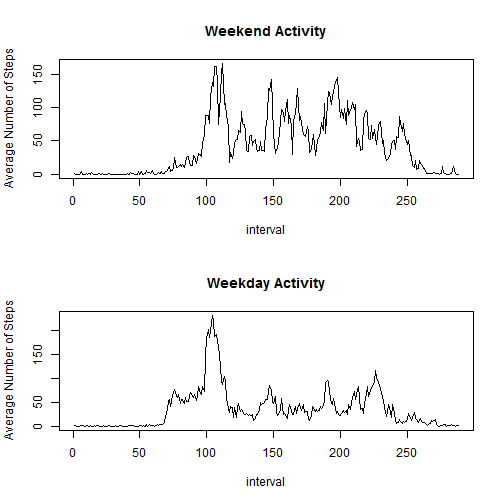 Weekend Activity
Average Number of Steps
0 50 100 150
0 50 100 150 200 250
interval
Weekday Activity
Average Number of Steps
0 50 150
0 50 100 150 200 250
interval